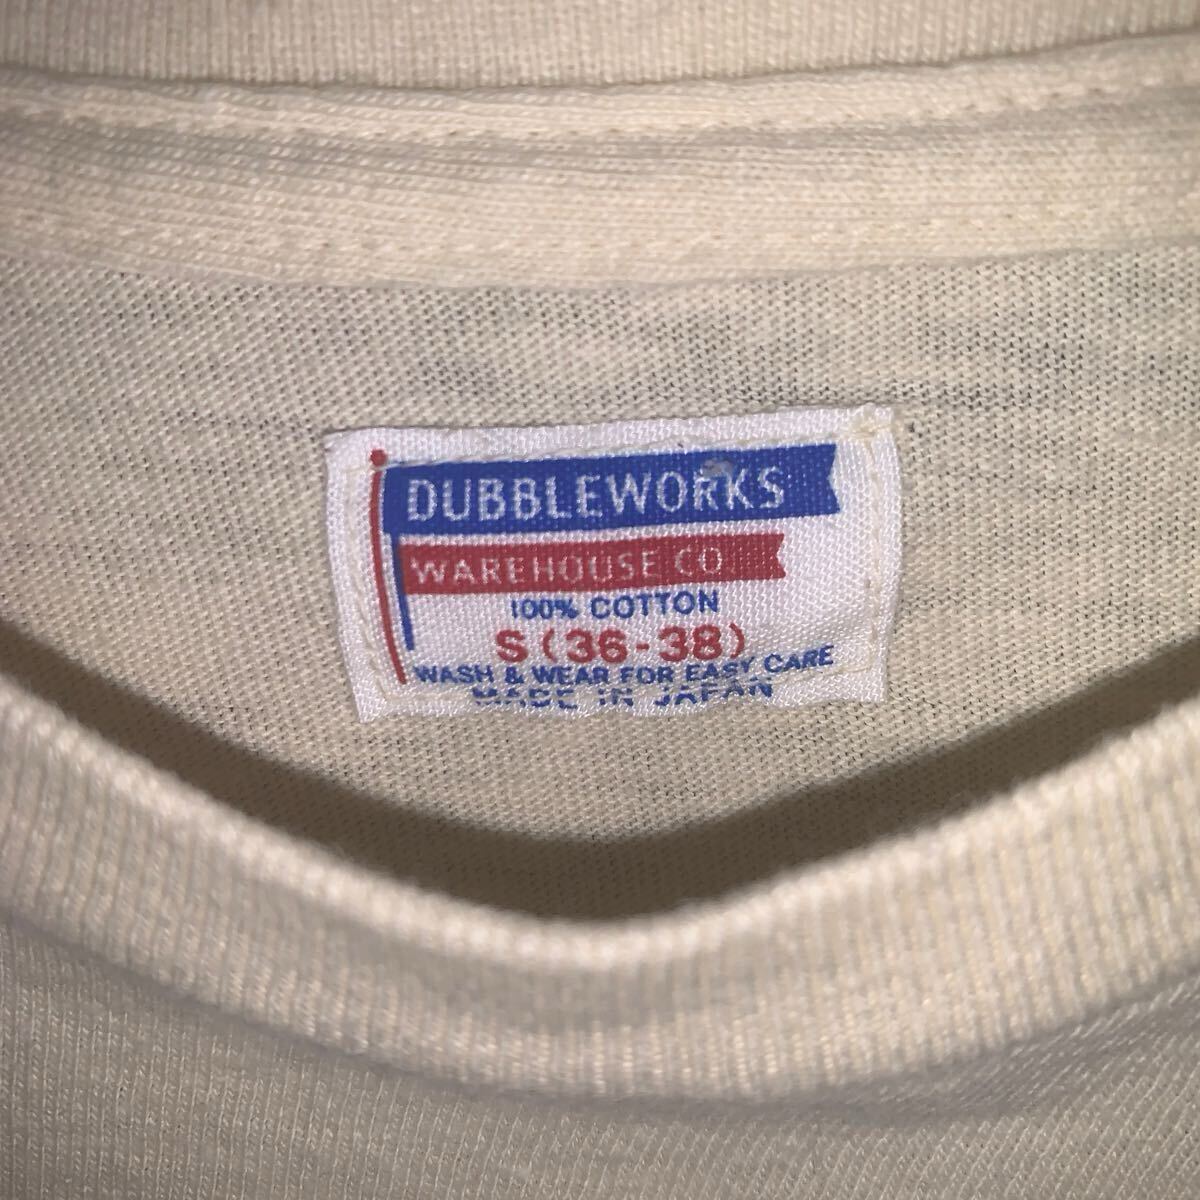 DUBBLEWORKS
WAREHOUSE CO
100% COTTON
S (36-38)
WASH & WEAR FOR EASY CARE
MADE IN JAPAN